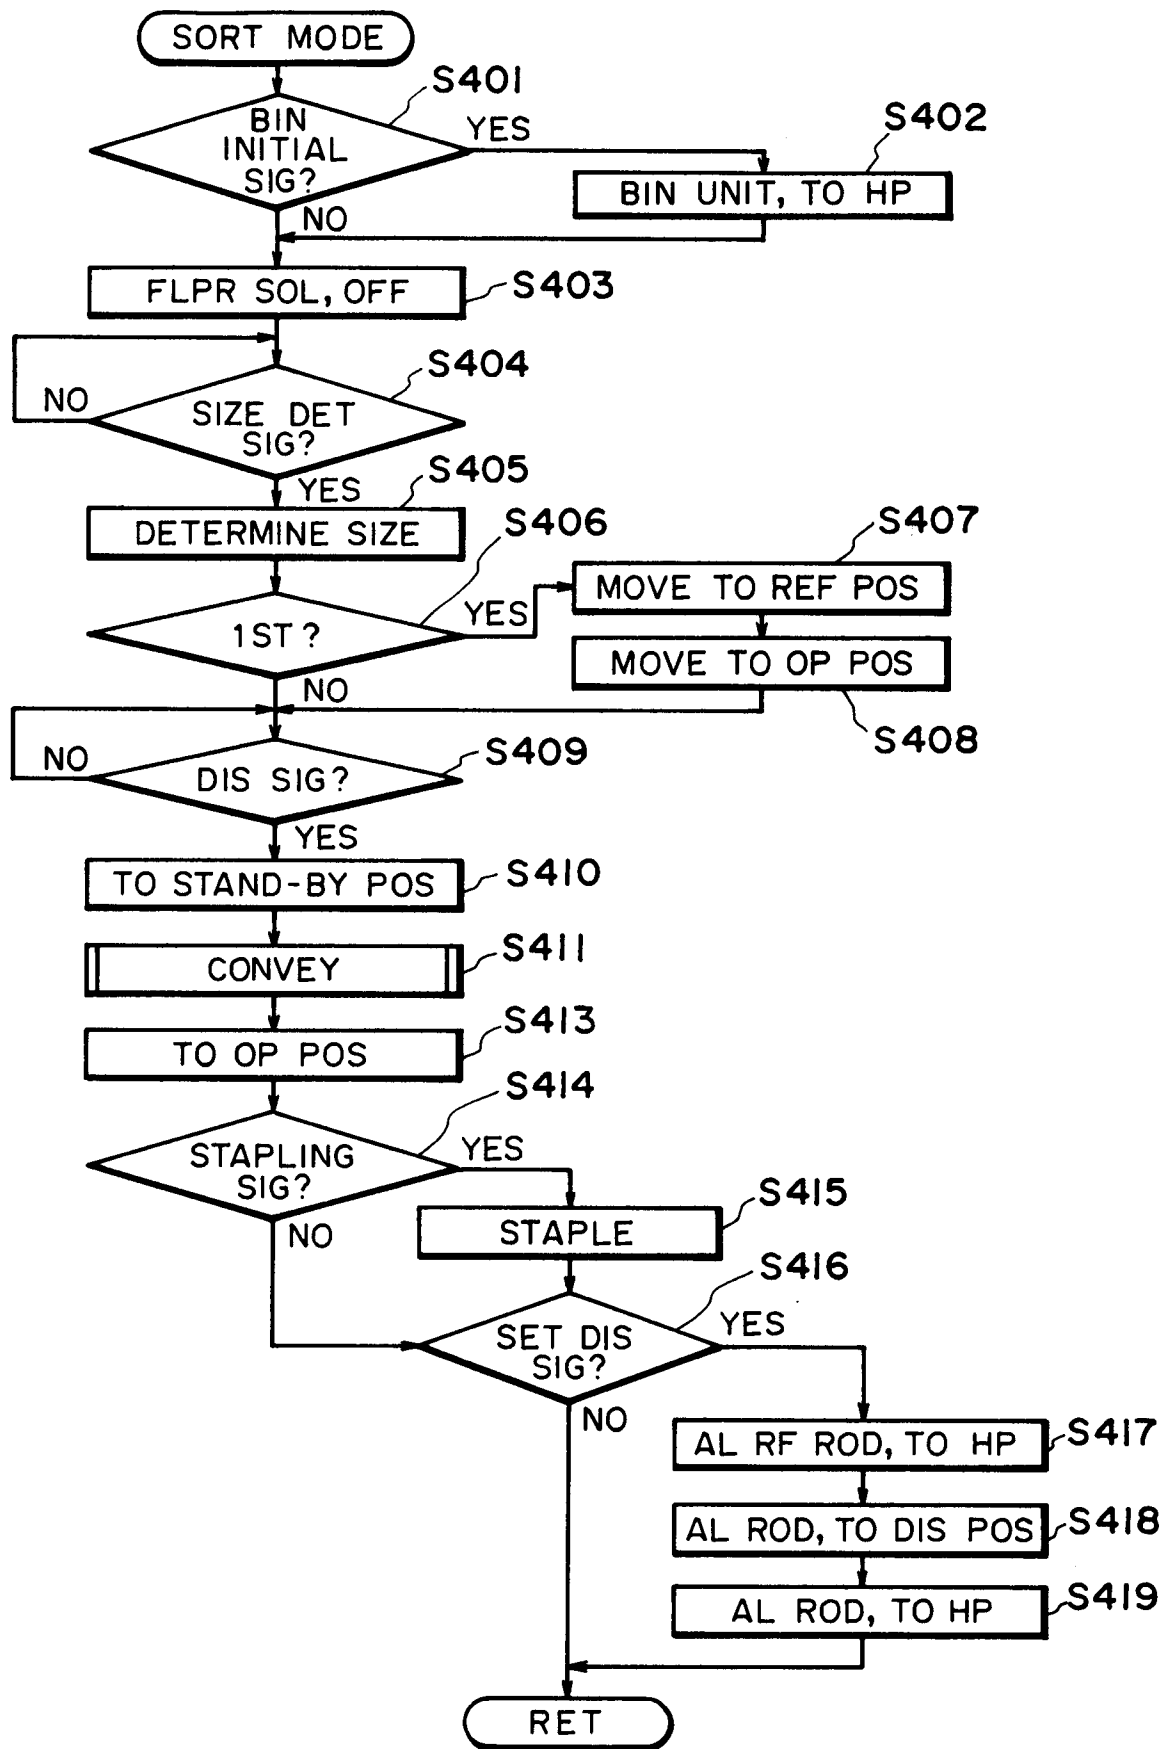 SORT MODE
S401
BIN
INITIAL
SIG?
YES
S402
BIN UNIT, TO HP
NO
FLPR SOL, OFF
S403
S404
NO
SIZE DET
SIG?
YES
S405
DETERMINE SIZE
S406
S407
1ST?
YES
MOVE TO REF POS
MOVE TO OP POS
NO
S408
S409
NO
DIS SIG?
YES
TO STAND-BY POS
S410
CONVEY
S411
TO OP POS
S413
S414
STAPLING
SIG?
YES
NO
S415
STAPLE
S416
SET DIS
SIG?
YES
NO
AL RF ROD, TO HP
S417
AL ROD, TO DIS POS
S418
AL ROD, TO HP
S419
RET